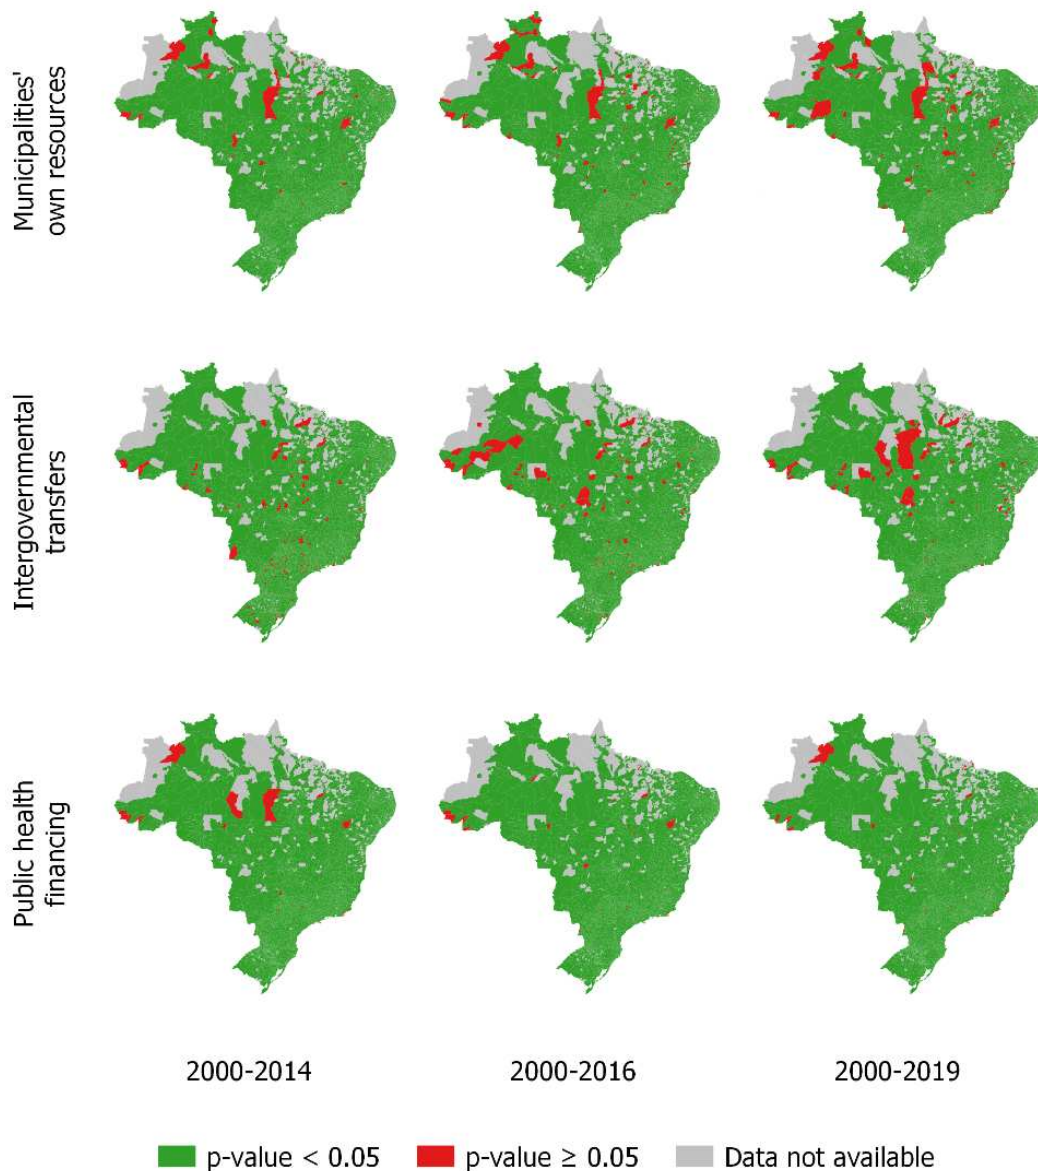 Municipalities'
own resources
Intergovernmental
transfers
Public health
financing
2000-2014
2000-2016
2000-2019
p-value < 0.05
p-value ≥ 0.05
Data not available